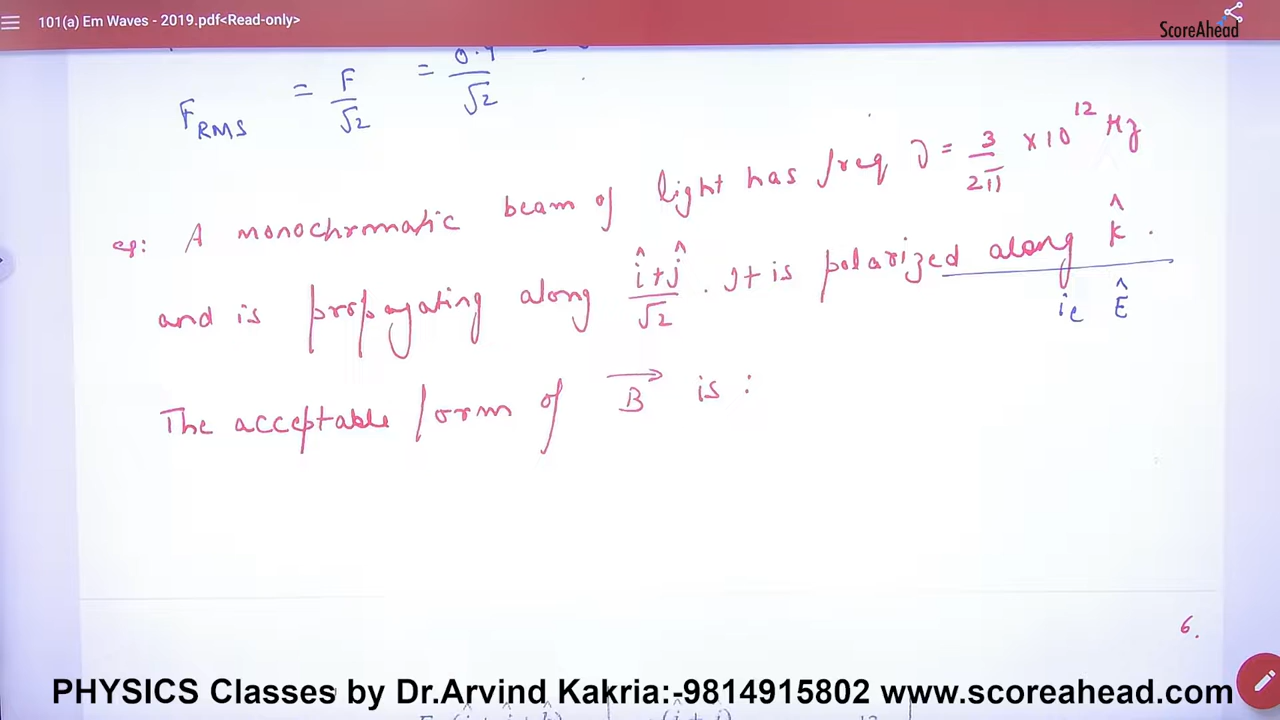 101(a) Em Waves - 2019.pdf<Read-only>
ScoreAhead
F_RMS = F/√2 = 0.4/√2 =
eg: A monochromatic beam of light has freq ν = 3/2π × 10^12 Hz
and is propagating along (î+ĵ)/√2 . It is polarized along k̂ .
ie Ê
The acceptable form of B⃗ is :
6.
PHYSICS Classes by Dr.Arvind Kakria:-9814915802 www.scoreahead.com